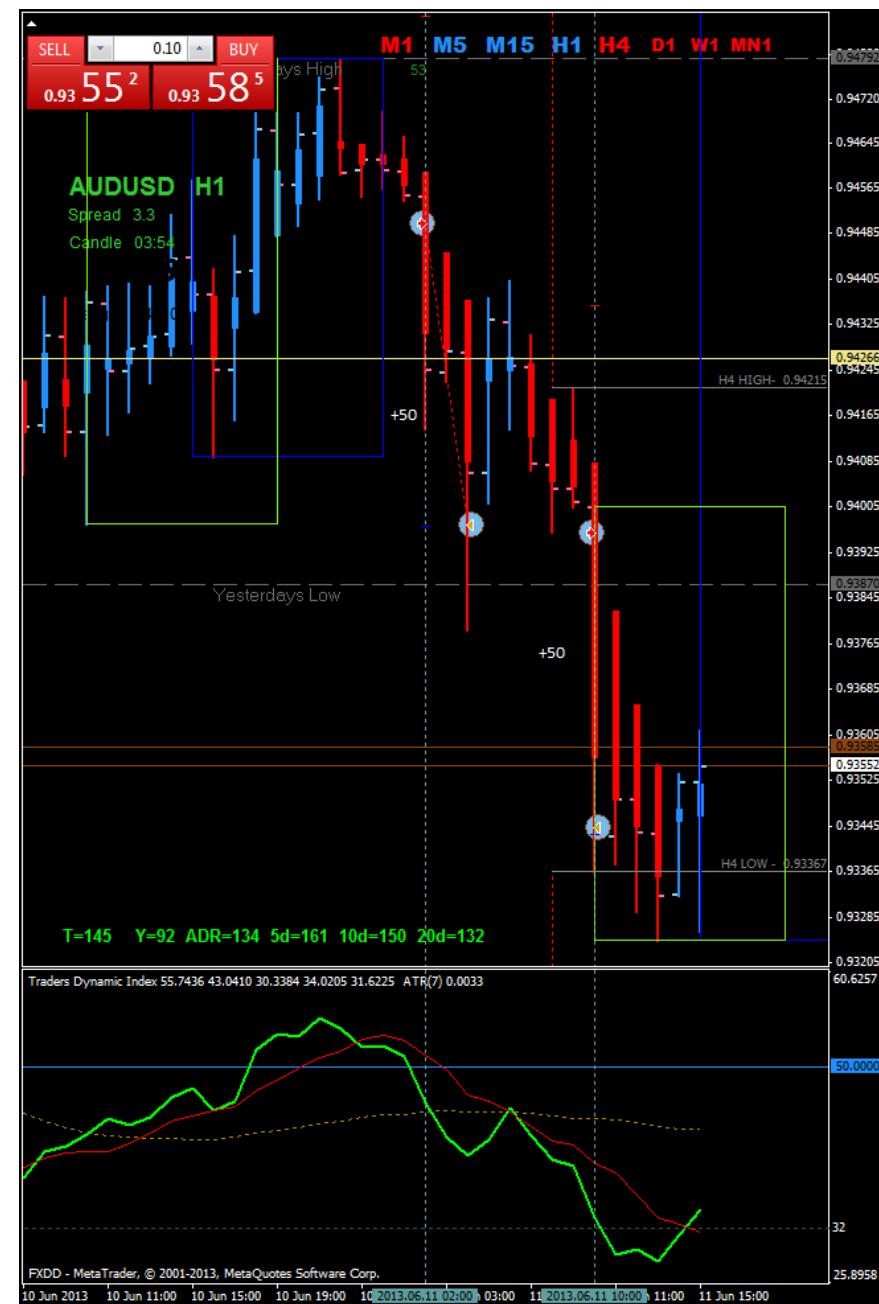 M1 M5 M15 H1 H4 D1 W1 MN1
SELL 0.10 BUY
0.93 55 2 0.93 58 5
ays High
53
0.94792
0.94720
0.94645
0.94565
0.94485
0.94405
0.94325
0.94266
0.94245
0.94165
0.94085
0.94005
0.93925
0.93870
0.93845
0.93765
0.93685
0.93605
0.93585
0.93552
0.93525
0.93445
0.93365
0.93285
0.93205
AUDUSD H1
Spread 3.3
Candle 03:54
H4 HIGH- 0.94215
+50
Yesterdays Low
+50
H4 LOW - 0.93367
T=145 Y=92 ADR=134 5d=161 10d=150 20d=132
Traders Dynamic Index 55.7436 43.0410 30.3384 34.0205 31.6225 ATR(7) 0.0033
60.6257
50.0000
32
25.8958
FXDD - MetaTrader, © 2001-2013, MetaQuotes Software Corp.
10 Jun 2013 10 Jun 11:00 10 Jun 15:00 10 Jun 19:00 10 2013.06.11 02:00 03:00 11 2013.06.11 10:00 11:00 11 Jun 15:00